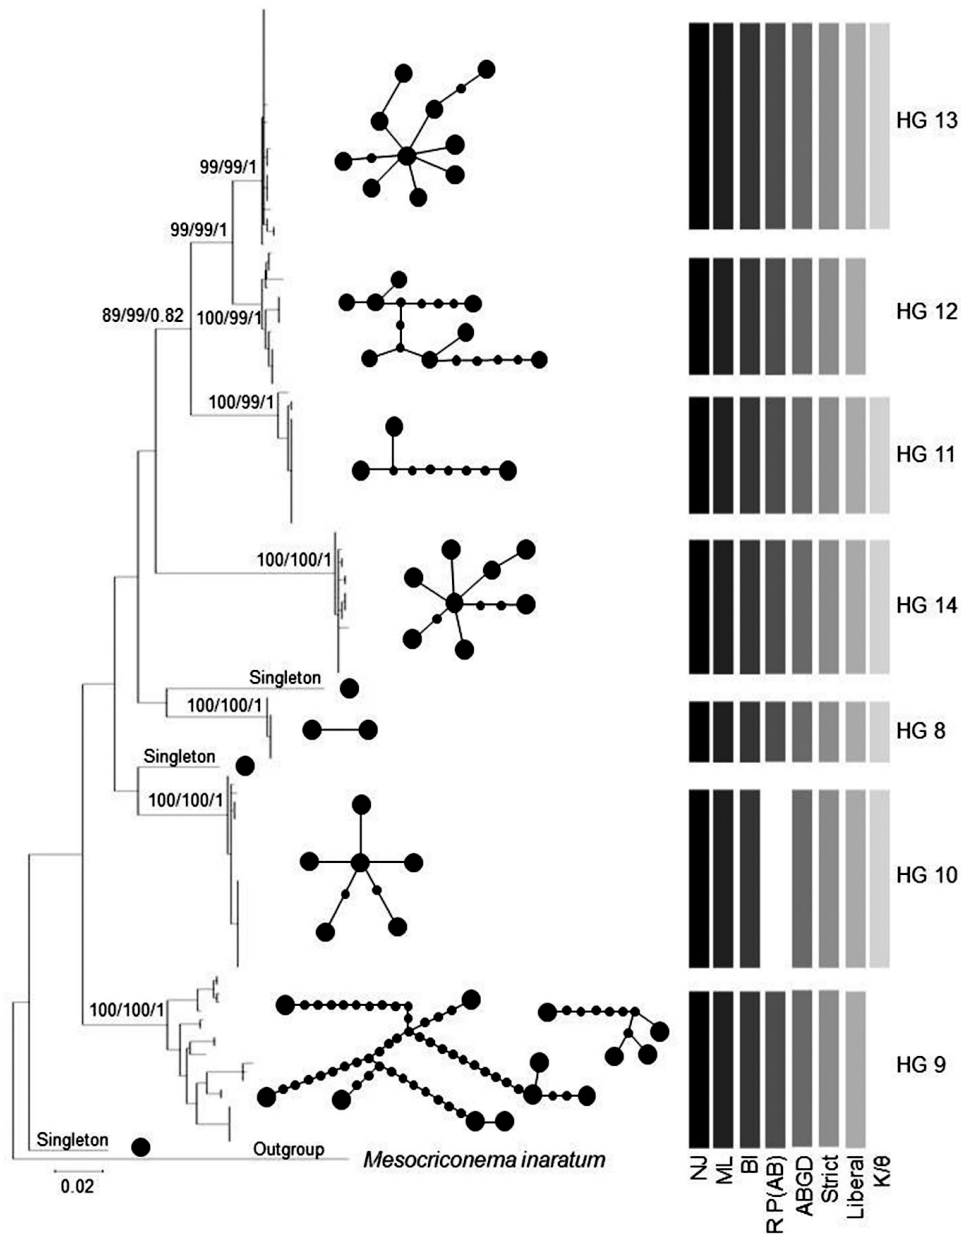 HG 13
99/99/1
99/99/1
HG 12
89/99/0.82
100/99/1
100/99/1
HG 11
100/100/1
HG 14
Singleton
100/100/1
HG 8
Singleton
100/100/1
HG 10
100/100/1
HG 9
Singleton
Outgroup
Mesocriconema inaratum
0.02
NJ
ML
BI
R P(AB)
ABGD
Strict
Liberal
K/θ